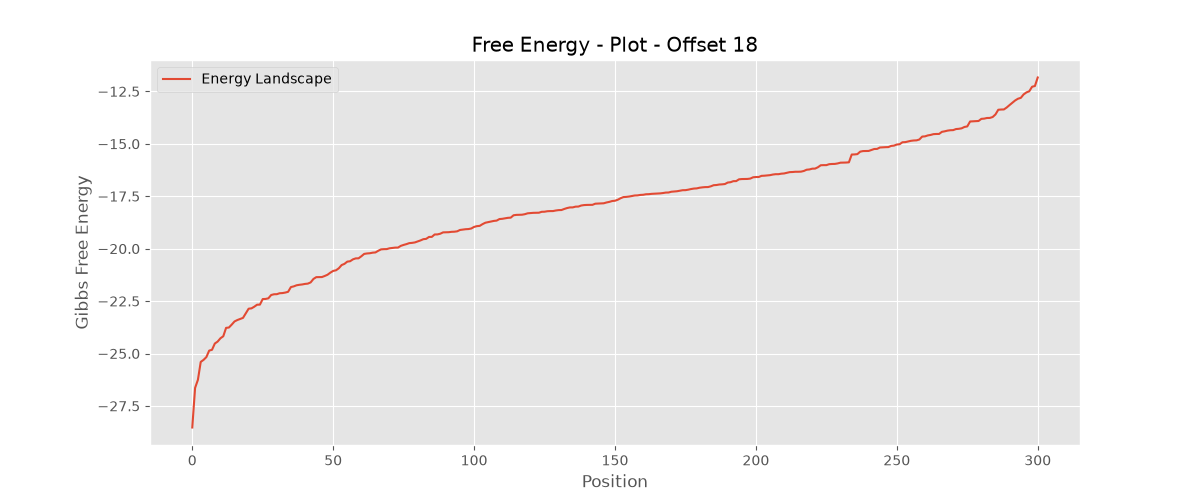 Free Energy - Plot - Offset 18
Energy Landscape
Gibbs Free Energy
−12.5
−15.0
−17.5
−20.0
−22.5
−25.0
−27.5
0 50 100 150 200 250 300
Position